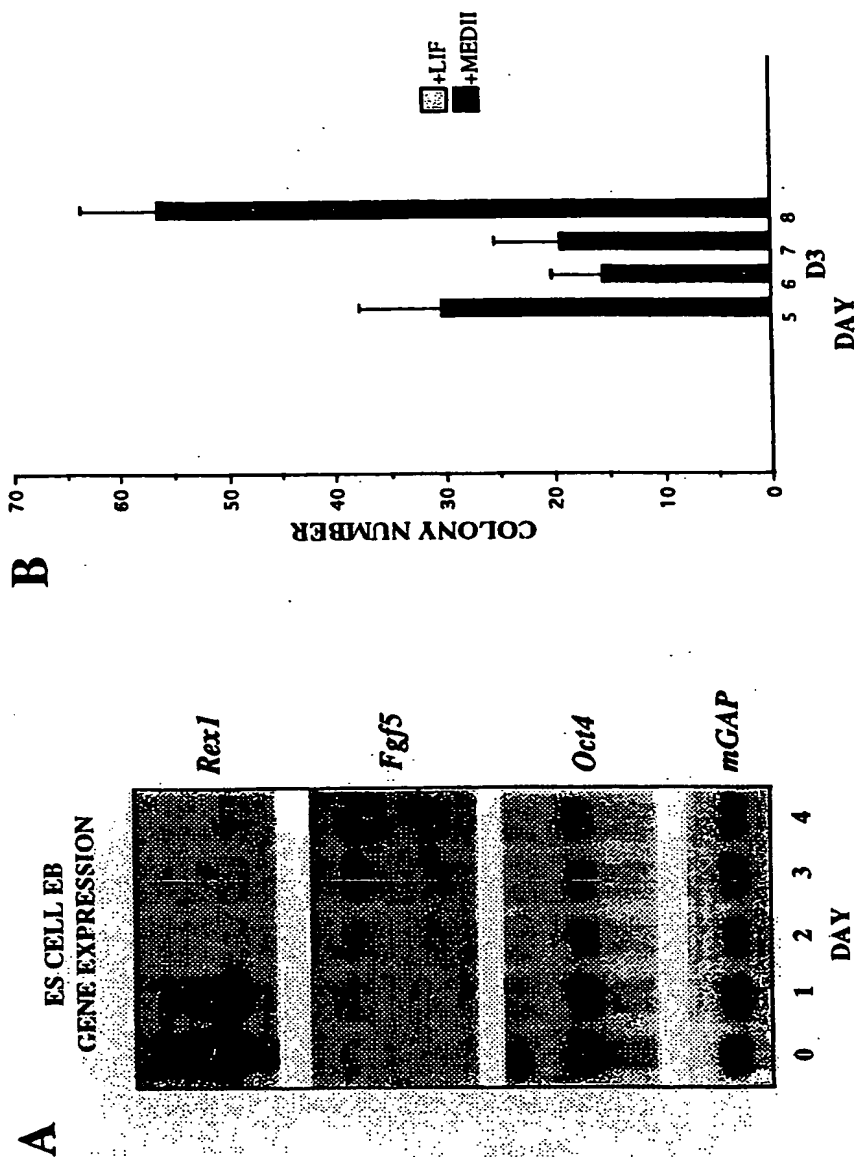 A
ES CELL EB
GENE EXPRESSION
Rex1
Fgf5
Oct4
mGAP
0 1 2 3 4
DAY
B
COLONY NUMBER
70
60
50
40
30
20
10
0
5 6 7 8
D3
DAY
+LIF
+MEDII